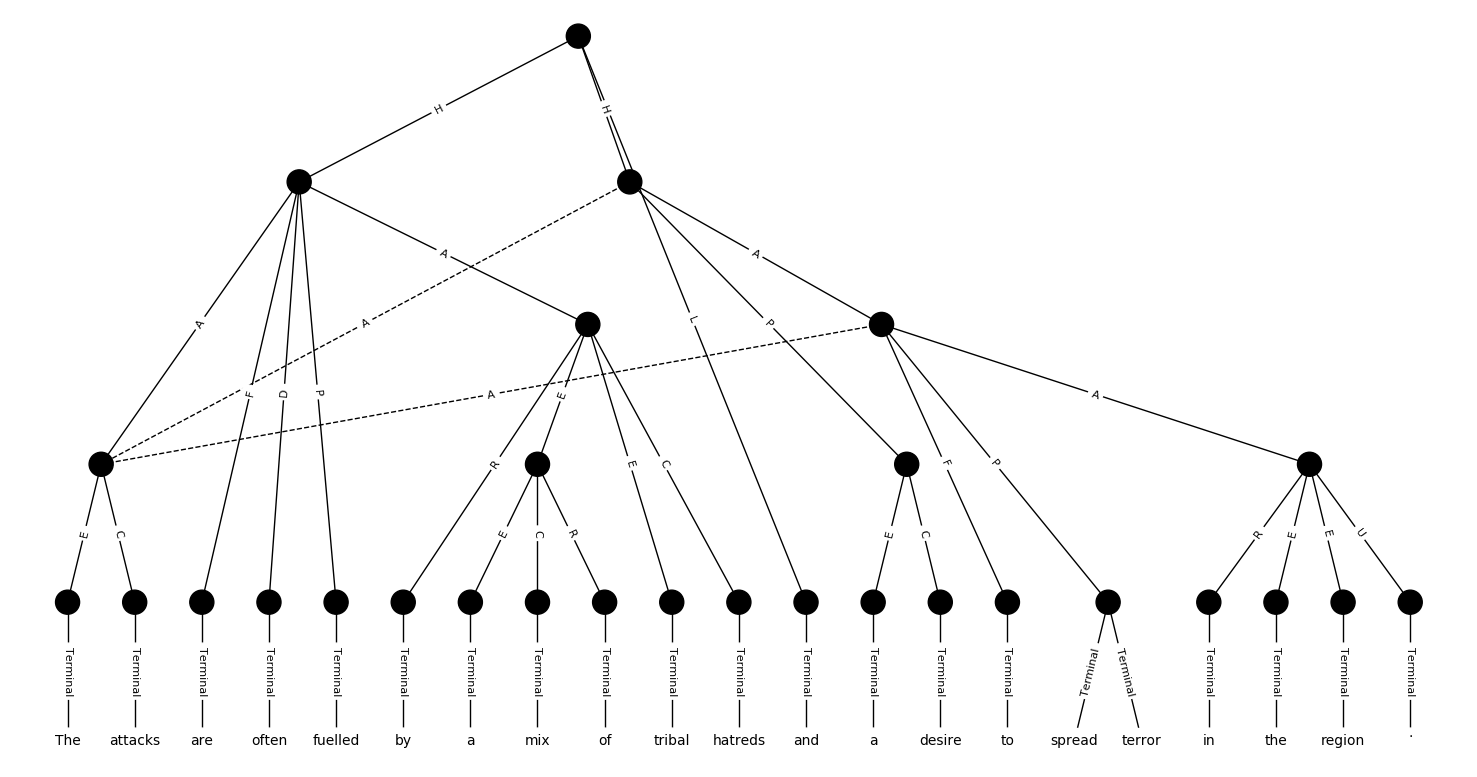 H H
A A A
A A P L
F D P A E A
R E C E C F P
E C E C R E C R E E U
Terminal Terminal Terminal Terminal Terminal Terminal Terminal Terminal Terminal Terminal Terminal Terminal Terminal Terminal Terminal Terminal Terminal Terminal Terminal Terminal Terminal
The attacks are often fuelled by a mix of tribal hatreds and a desire to spread terror in the region .